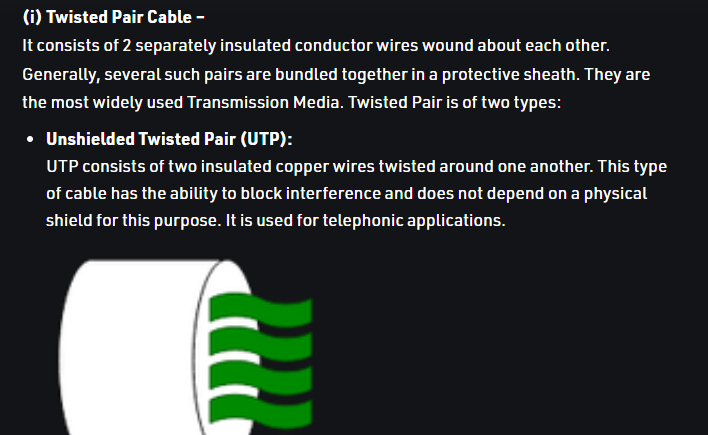 (i) Twisted Pair Cable –
It consists of 2 separately insulated conductor wires wound about each other.
Generally, several such pairs are bundled together in a protective sheath. They are
the most widely used Transmission Media. Twisted Pair is of two types:
• Unshielded Twisted Pair (UTP):
UTP consists of two insulated copper wires twisted around one another. This type
of cable has the ability to block interference and does not depend on a physical
shield for this purpose. It is used for telephonic applications.